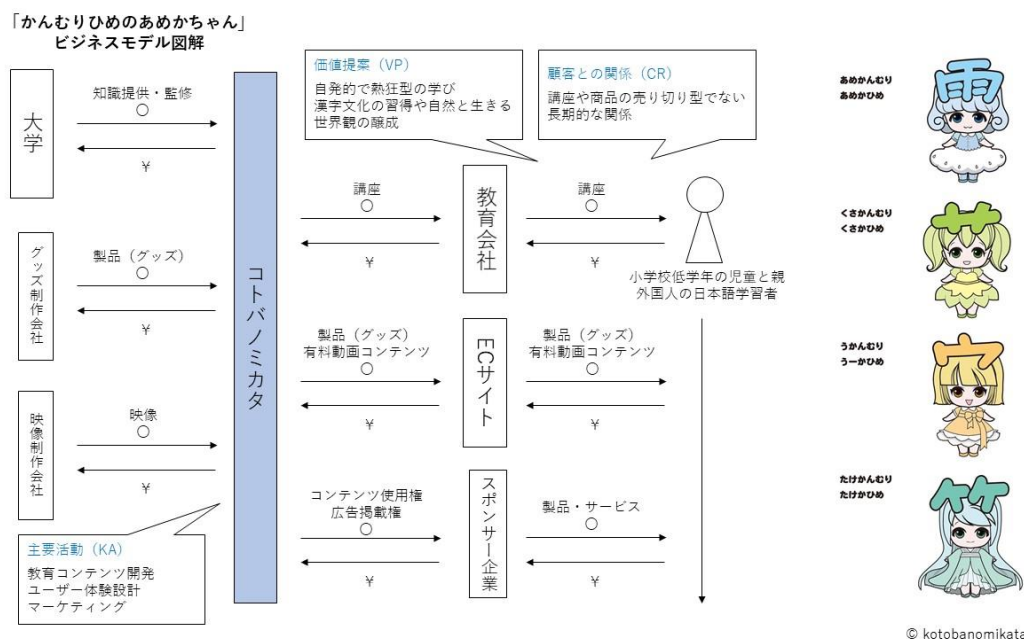 「かんむりひめのあめかちゃん」
ビジネスモデル図解
大学
知識提供・監修
○
¥
グッズ制作会社
製品（グッズ）
○
¥
映像制作会社
映像
○
¥
主要活動（KA）
教育コンテンツ開発
ユーザー体験設計
マーケティング
コトバノミカタ
価値提案（VP）
自発的で熱狂型の学び
漢字文化の習得や自然と生きる
世界観の醸成
顧客との関係（CR）
講座や商品の売り切り型でない
長期的な関係
講座
○
¥
教育会社
講座
○
¥
小学校低学年の児童と親
外国人の日本語学習者
製品（グッズ）
有料動画コンテンツ
○
¥
ECサイト
製品（グッズ）
有料動画コンテンツ
○
¥
コンテンツ使用権
広告掲載権
○
¥
スポンサー企業
製品・サービス
○
¥
あめかんむり
あめかひめ
雨
くさかんむり
くさかひめ
サ
うかんむり
うーかひめ
ウ
たけかんむり
たけかひめ
ケケ
© kotobanomikata